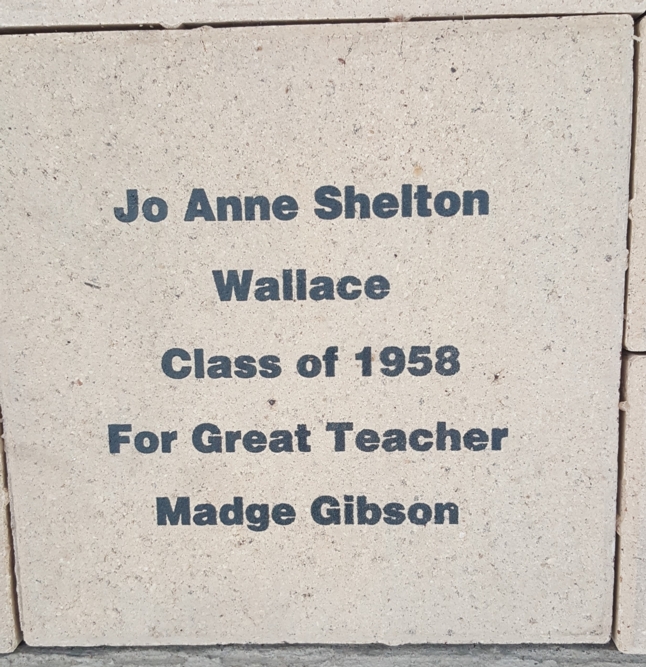 Jo Anne Shelton
Wallace
Class of 1958
For Great Teacher
Madge Gibson